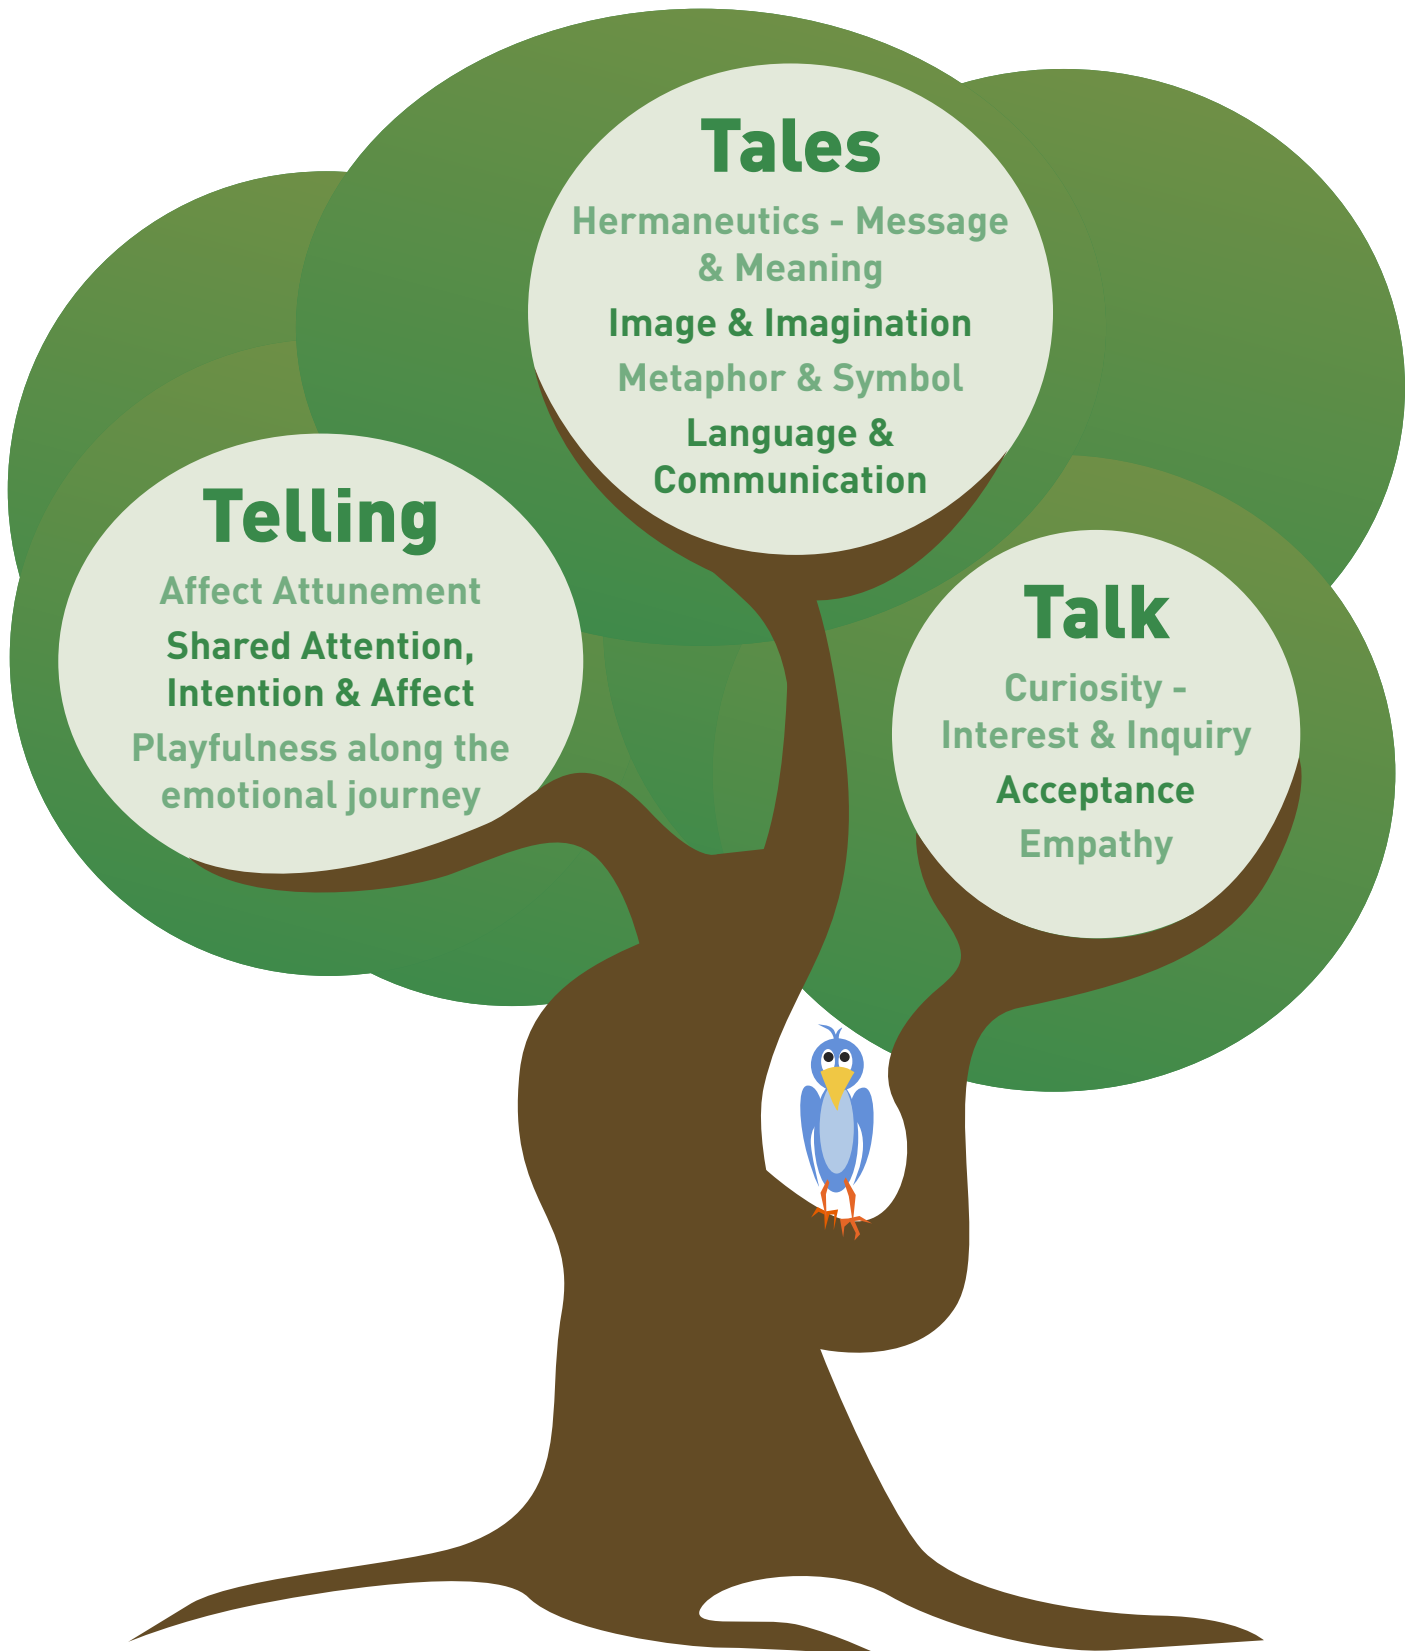 Tales
Hermaneutics - Message
& Meaning
Image & Imagination
Metaphor & Symbol
Language &
Communication
Telling
Affect Attunement
Shared Attention,
Intention & Affect
Playfulness along the
emotional journey
Talk
Curiosity -
Interest & Inquiry
Acceptance
Empathy